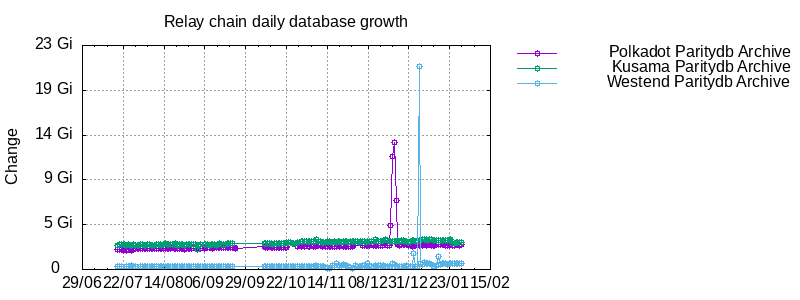 Relay chain daily database growth
23 Gi
19 Gi
14 Gi
9 Gi
5 Gi
0
Change
29/06 22/07 14/08 06/09 29/09 22/10 14/11 08/12 31/12 23/01 15/02
Polkadot Paritydb Archive
Kusama Paritydb Archive
Westend Paritydb Archive